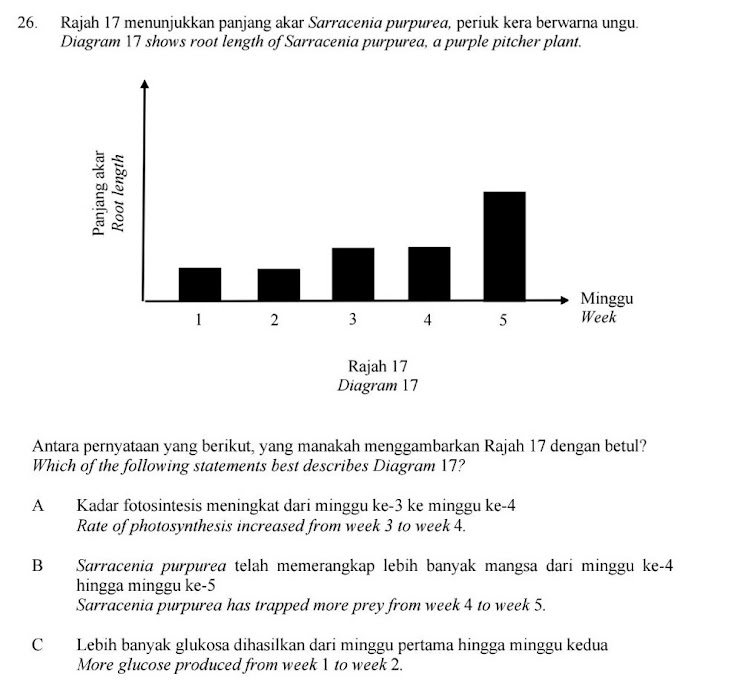 26. Rajah 17 menunjukkan panjang akar Sarracenia purpurea, periuk kera berwarna ungu.
Diagram 17 shows root length of Sarracenia purpurea, a purple pitcher plant.
Panjang akar
Root length
1 2 3 4 5
Minggu
Week
Rajah 17
Diagram 17
Antara pernyataan yang berikut, yang manakah menggambarkan Rajah 17 dengan betul?
Which of the following statements best describes Diagram 17?
A Kadar fotosintesis meningkat dari minggu ke-3 ke minggu ke-4
Rate of photosynthesis increased from week 3 to week 4.
B Sarracenia purpurea telah memerangkap lebih banyak mangsa dari minggu ke-4
hingga minggu ke-5
Sarracenia purpurea has trapped more prey from week 4 to week 5.
C Lebih banyak glukosa dihasilkan dari minggu pertama hingga minggu kedua
More glucose produced from week 1 to week 2.